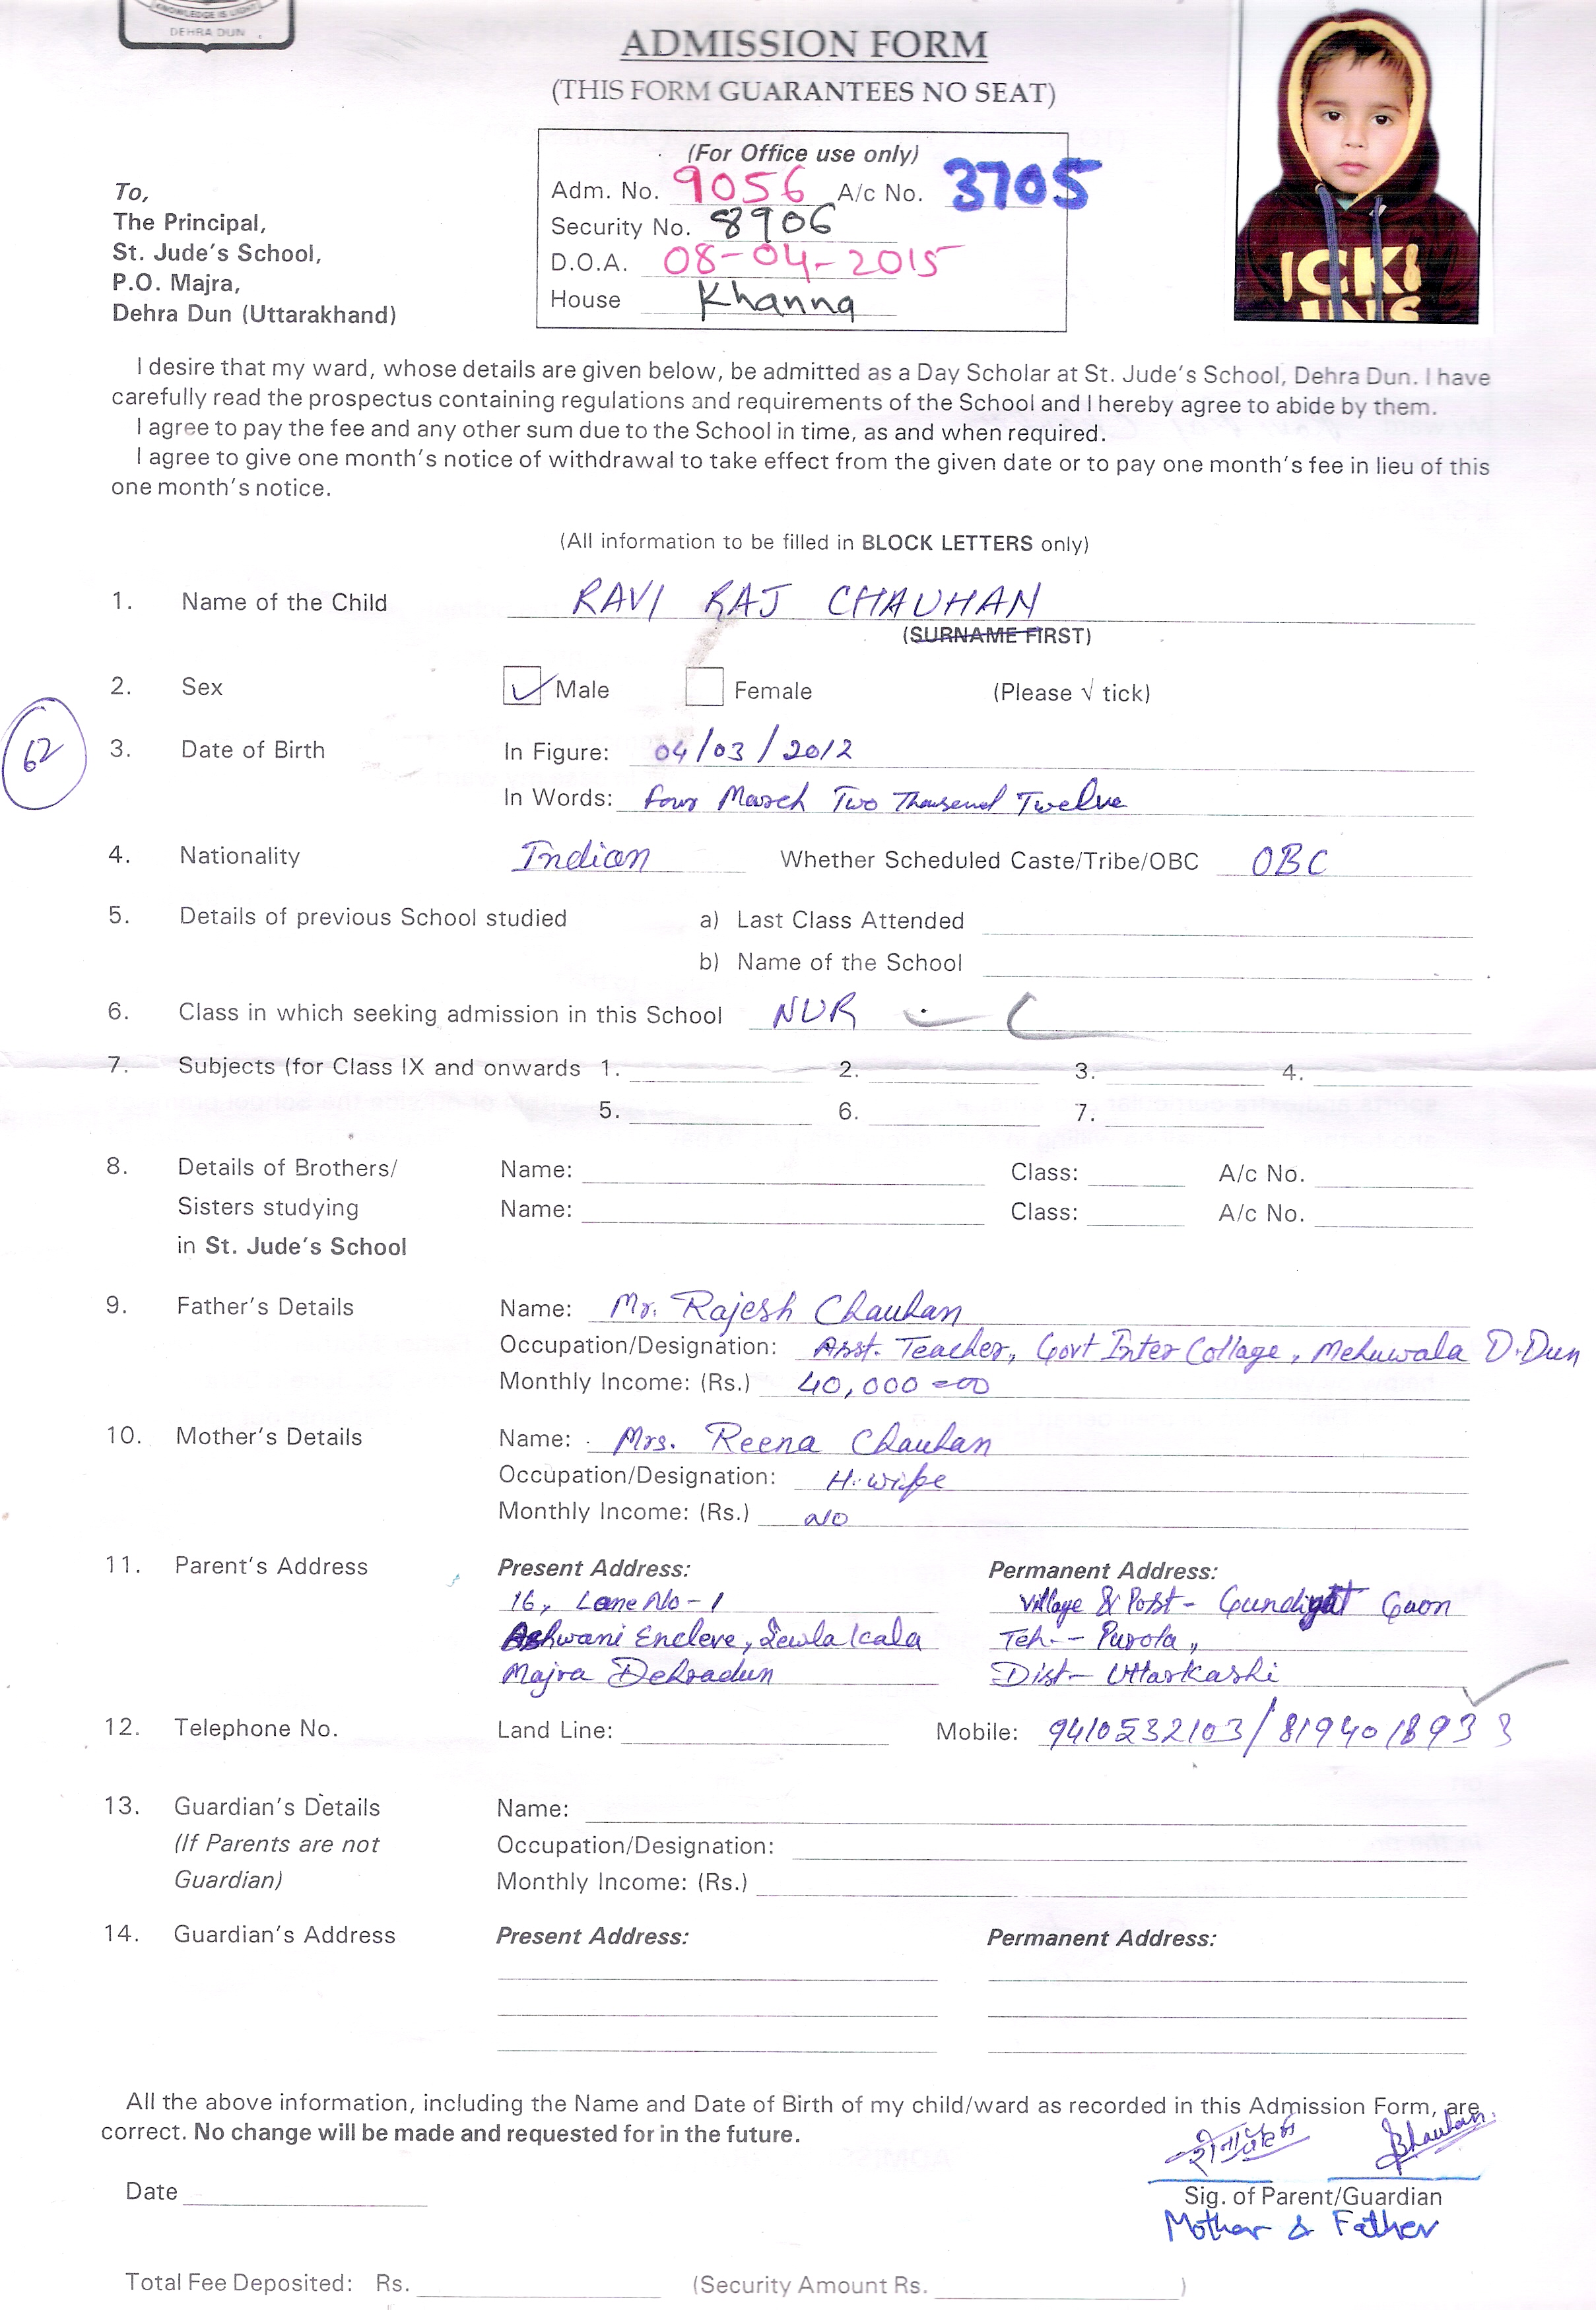 KNOWLEDGE IS LIGHT
DEHRA DUN
ADMISSION FORM
(THIS FORM GUARANTEES NO SEAT)
(For Office use only)
Adm. No. 9056 A/c No. 3705
Security No. 8906
D.O.A. 08-04-2015
House Khanna
To,
The Principal,
St. Jude's School,
P.O. Majra,
Dehra Dun (Uttarakhand)
I desire that my ward, whose details are given below, be admitted as a Day Scholar at St. Jude's School, Dehra Dun. I have
carefully read the prospectus containing regulations and requirements of the School and I hereby agree to abide by them.
I agree to pay the fee and any other sum due to the School in time, as and when required.
I agree to give one month's notice of withdrawal to take effect from the given date or to pay one month's fee in lieu of this
one month's notice.
(All information to be filled in BLOCK LETTERS only)
1. Name of the Child RAVI RAJ CHAUHAN
(SURNAME FIRST)
2. Sex Male Female (Please √ tick)
62
3. Date of Birth In Figure: 04/03/2012
In Words: Four March Two Thousend Twelve
4. Nationality Indian Whether Scheduled Caste/Tribe/OBC OBC
5. Details of previous School studied a) Last Class Attended
b) Name of the School
6. Class in which seeking admission in this School NUR - C
7. Subjects (for Class IX and onwards 1. 2. 3. 4.
5. 6. 7.
8. Details of Brothers/ Name: Class: A/c No.
Sisters studying Name: Class: A/c No.
in St. Jude's School
9. Father's Details Name: Mr. Rajesh Chauhan
Occupation/Designation: Asst. Teacher, Govt Inter Collage, Mehuwala D.Dun
Monthly Income: (Rs.) 40,000=00
10. Mother's Details Name: Mrs. Reena Chauhan
Occupation/Designation: H.wife
Monthly Income: (Rs.) NO
11. Parent's Address Present Address: Permanent Address:
16, Lane No-1 Village & Post- Gundiyat Gaon
Ashwani Encleve, Sewla Kala Teh.- Purola,
Majra Dehradun Dist- Uttarkashi
12. Telephone No. Land Line: Mobile: 9410532103/8194018933
13. Guardian's Details Name:
(If Parents are not Occupation/Designation:
Guardian) Monthly Income: (Rs.)
14. Guardian's Address Present Address: Permanent Address:
All the above information, including the Name and Date of Birth of my child/ward as recorded in this Admission Form, are
correct. No change will be made and requested for in the future.
Date
Sig. of Parent/Guardian
Mother & Father
Total Fee Deposited: Rs. (Security Amount Rs. )